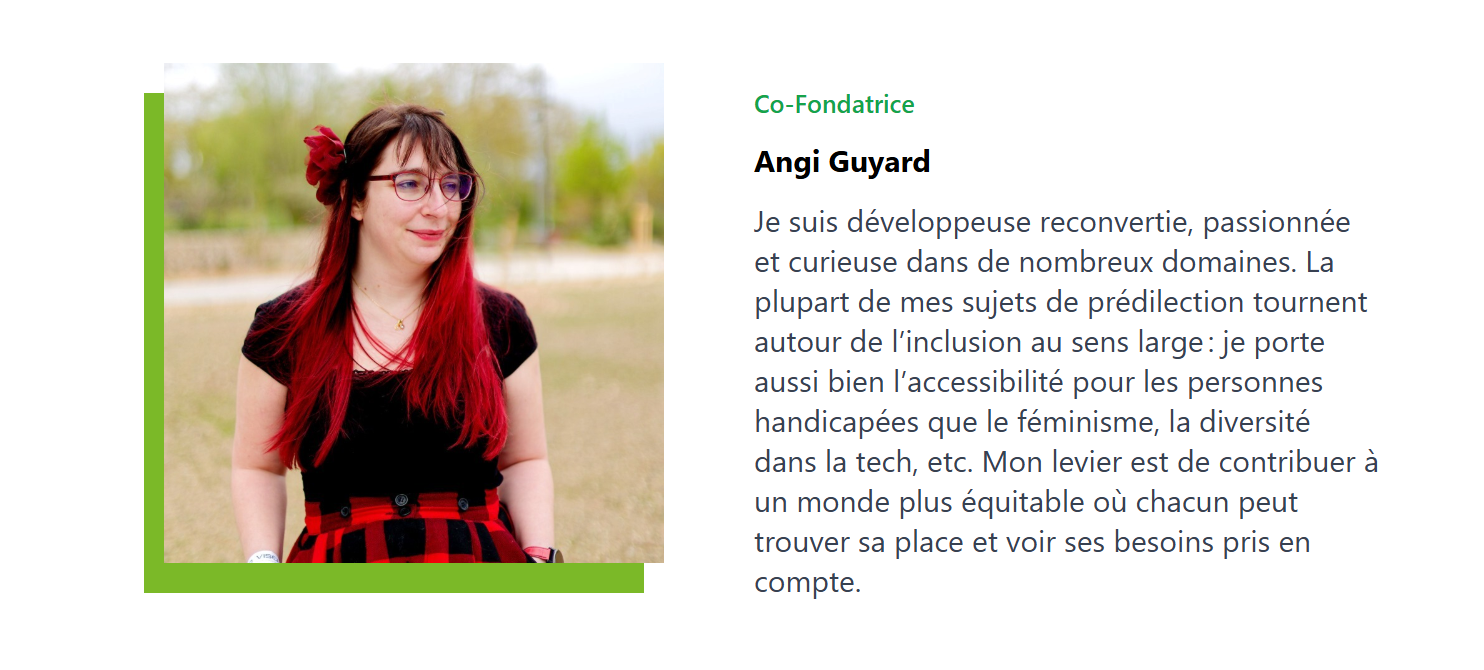 Co-Fondatrice
Angi Guyard
Je suis développeuse reconvertie, passionnée
et curieuse dans de nombreux domaines. La
plupart de mes sujets de prédilection tournent
autour de l’inclusion au sens large : je porte
aussi bien l’accessibilité pour les personnes
handicapées que le féminisme, la diversité
dans la tech, etc. Mon levier est de contribuer à
un monde plus équitable où chacun peut
trouver sa place et voir ses besoins pris en
compte.